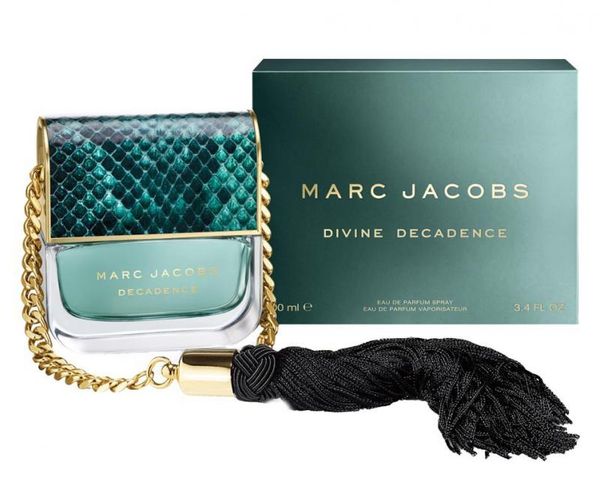 MARC JACOBS
DECADENCE
MARC JACOBS
DIVINE DECADENCE
00 ml e
EAU DE PARFUM SPRAY
EAU DE PARFUM VAPORISATEUR
3.4 FL OZ